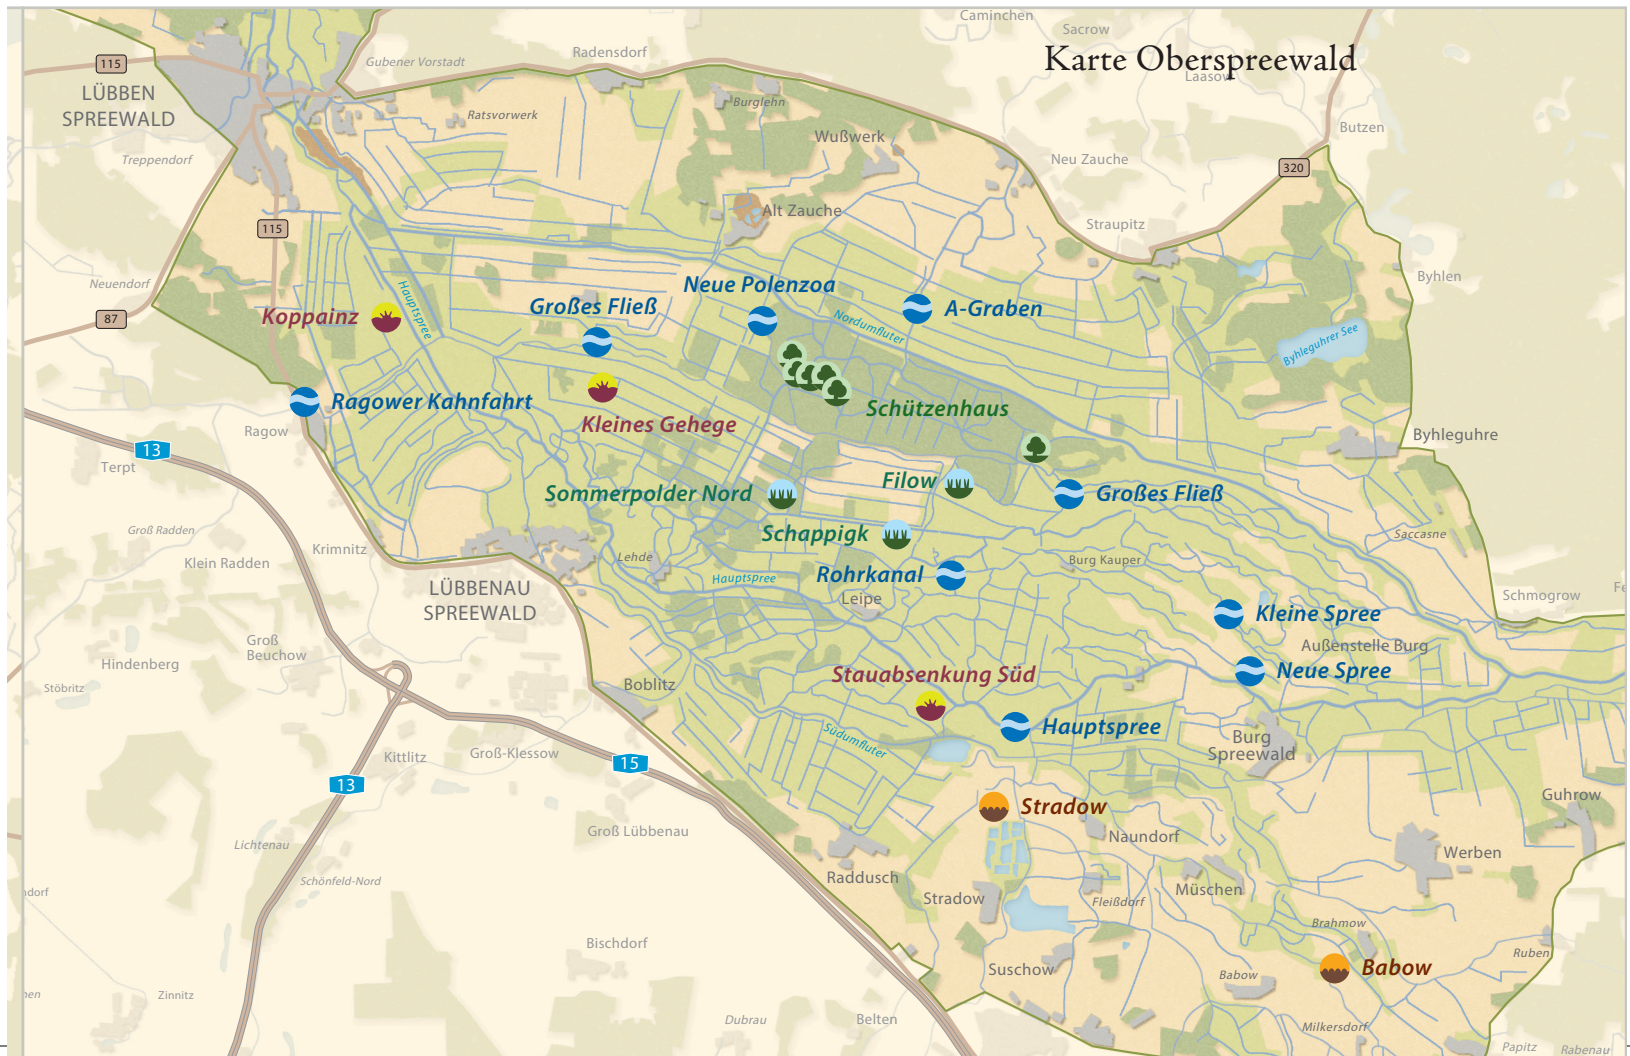 Karte Oberspreewald
Caminchen
Sacrow
Laasow
Radensdorf
Gubener Vorstadt
115
LÜBBEN
SPREEWALD
Ratsvorwerk
Burglehn
Wußwerk
Butzen
Neu Zauche
320
Treppendorf
Alt Zauche
Straupitz
115
Byhlen
Neuendorf
87
Koppainz
Hauptspree
Großes Fließ
Neue Polenzoa
Nordumfluter
A-Graben
Byhleguhrer See
Ragower Kahnfahrt
Kleines Gehege
Schützenhaus
Ragow
Byhleguhre
13
Terpt
Sommerpolder Nord
Filow
Großes Fließ
Groß Radden
Krimnitz
Klein Radden
Schappigk
Saccasne
Lehde
Burg Kauper
LÜBBENAU
SPREEWALD
Hauptspree
Rohrkanal
Leipe
Schmogrow
Kleine Spree
Groß
Beuchow
Außenstelle Burg
Hindenberg
Stöbritz
Stauabsenkung Süd
Neue Spree
Boblitz
Hauptspree
Südumfluter
Burg
Spreewald
Kittlitz
Groß-Klessow
15
13
Guhrow
Stradow
Groß Lübbenau
Naundorf
Lichtenau
Werben
Schönfeld-Nord
Raddusch
Müschen
ndorf
Stradow
Fleißdorf
Brahmow
Bischdorf
Ruben
Suschow
Babow
Babow
Zinnitz
Dubrau
Belten
Milkersdorf
Papitz
Rabenau